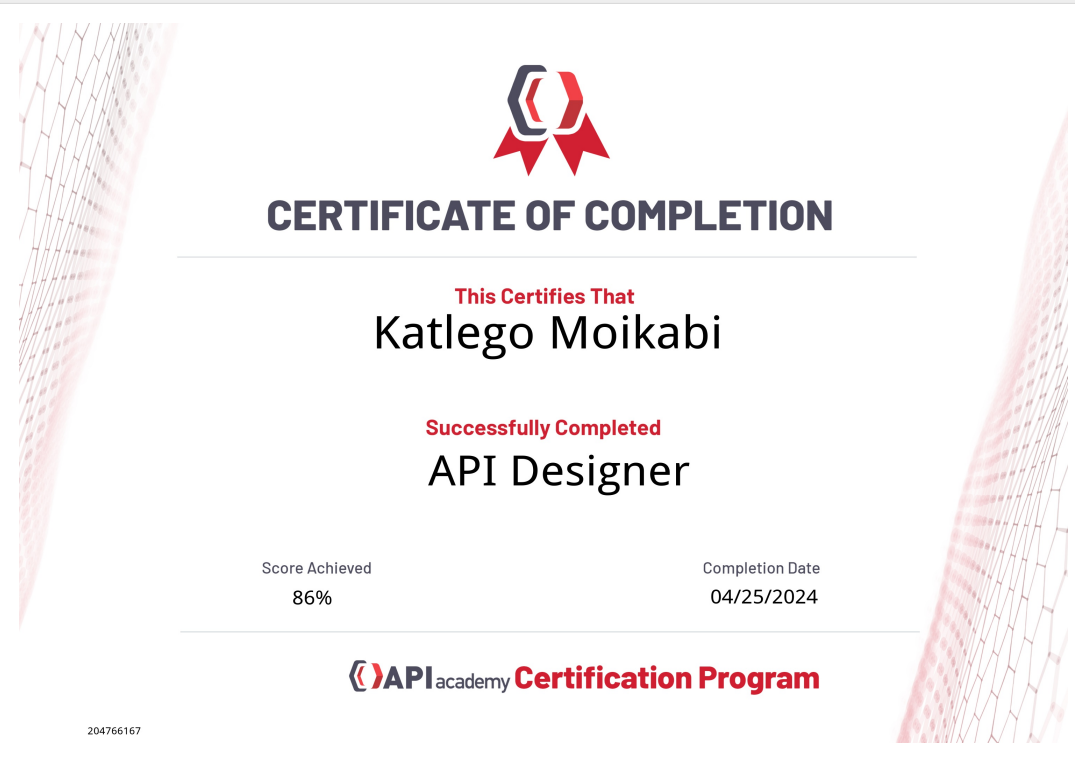 CERTIFICATE OF COMPLETION
This Certifies That
Katlego Moikabi
Successfully Completed
API Designer
Score Achieved
86%
Completion Date
04/25/2024
API academy Certification Program
204766167